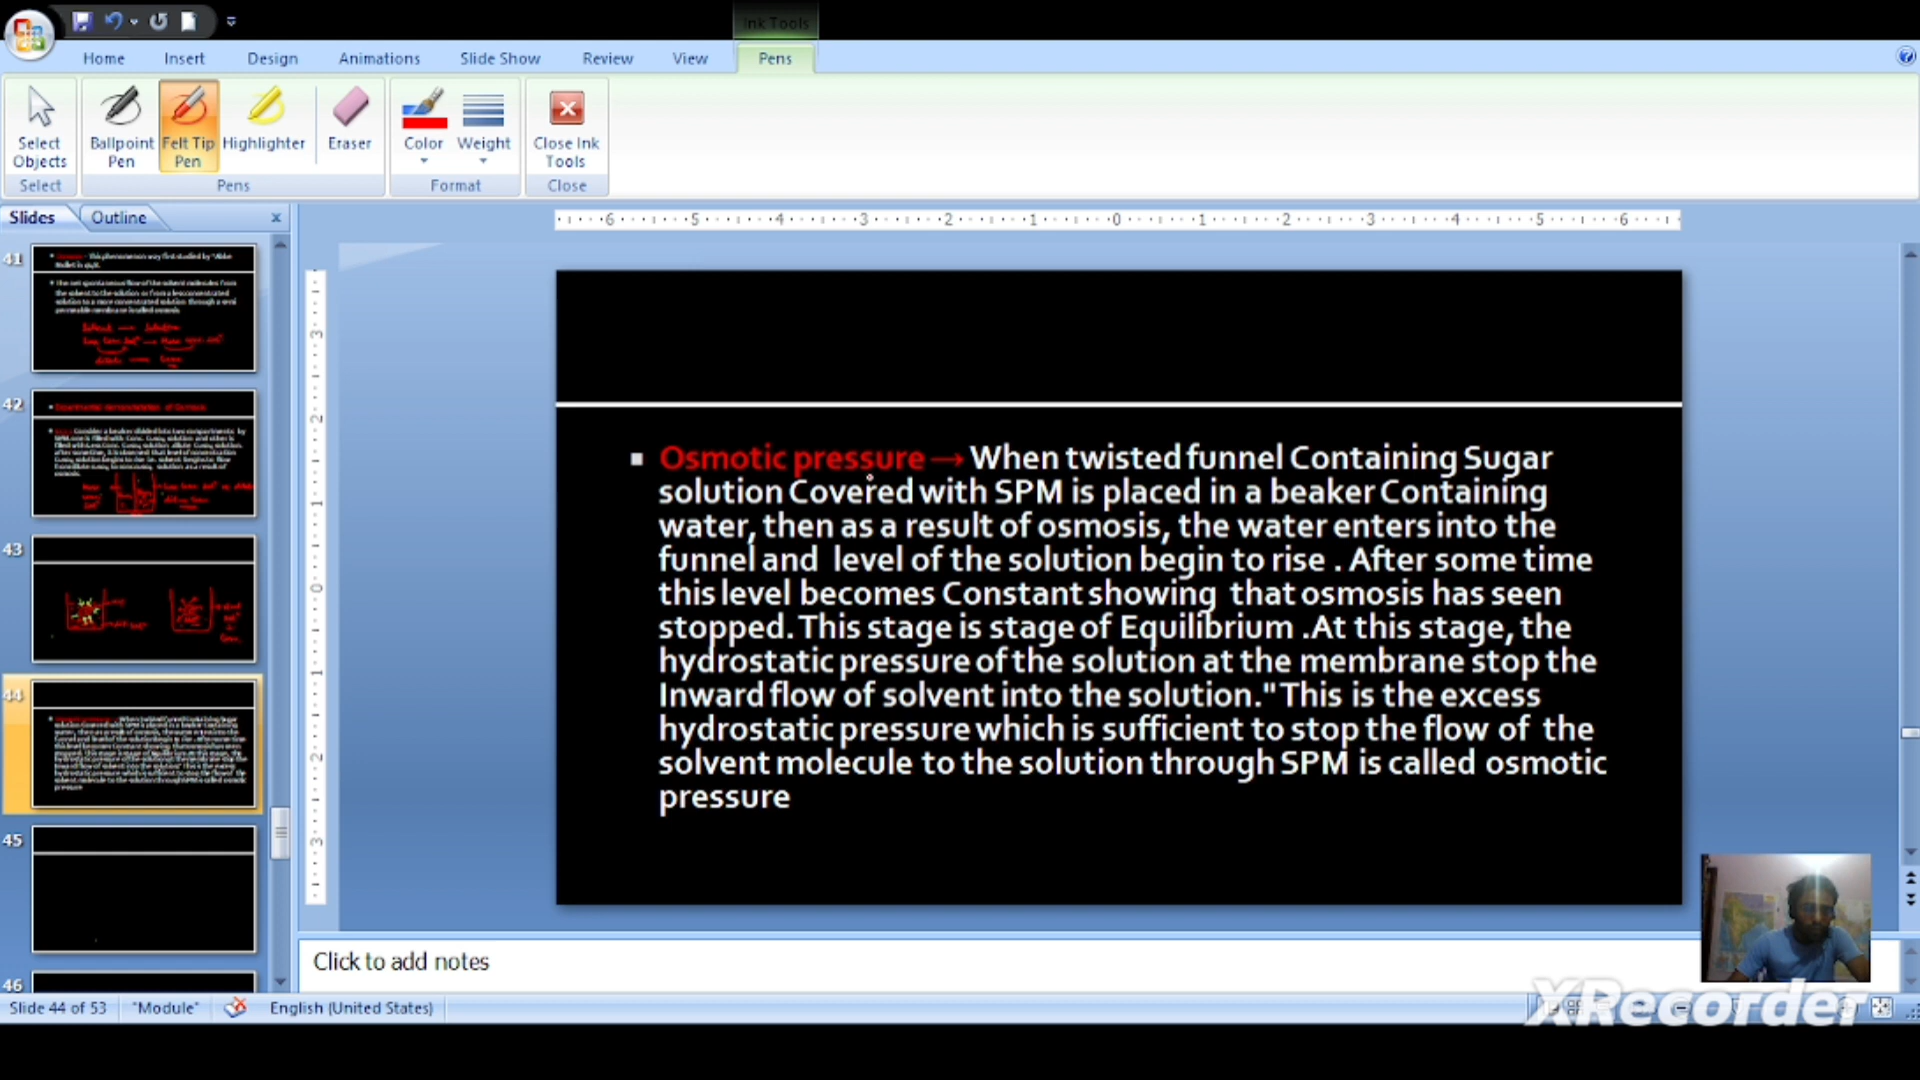 Ink Tools
Home Insert Design Animations Slide Show Review View Pens
Select Objects
Ballpoint Pen
Felt Tip Pen
Highlighter
Eraser
Color
Weight
Close Ink Tools
Select Pens Format Close
Slides Outline
41
42
43
44
45
46
▪ Osmotic pressure → When twisted funnel Containing Sugar
solution Covered with SPM is placed in a beaker Containing
water, then as a result of osmosis, the water enters into the
funnel and level of the solution begin to rise . After some time
this level becomes Constant showing that osmosis has seen
stopped. This stage is stage of Equilibrium .At this stage, the
hydrostatic pressure of the solution at the membrane stop the
Inward flow of solvent into the solution." This is the excess
hydrostatic pressure which is sufficient to stop the flow of the
solvent molecule to the solution through SPM is called osmotic
pressure
Click to add notes
Slide 44 of 53 "Module" English (United States)
XRecorder